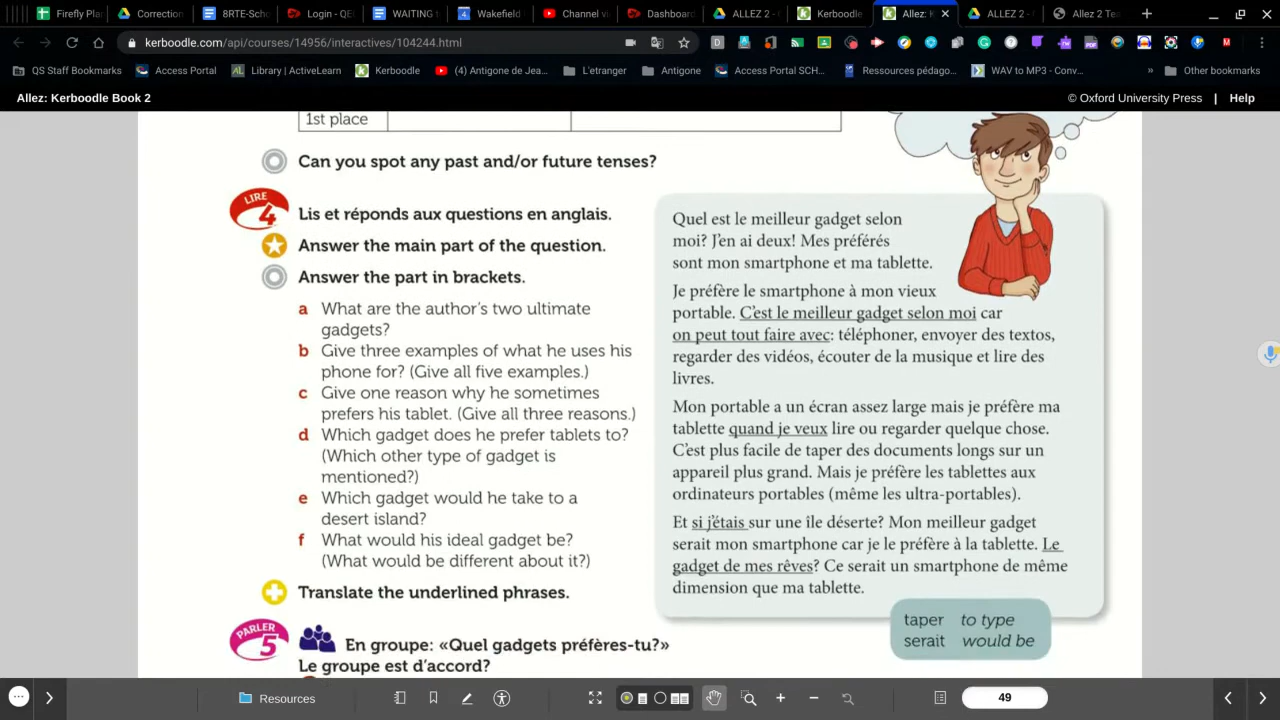 Firefly Pla
Correction
8RTE-Sch
Login - QE
WAITING
Wakefield
Channel vi
Dashboard
ALLEZ 2 -
Kerboodle
Allez: K
ALLEZ 2 -
Allez 2 Tea
kerboodle.com/api/courses/14956/interactives/104244.html
QS Staff Bookmarks
Access Portal
Library | ActiveLearn
Kerboodle
(4) Antigone de Jea...
L'etranger
Antigone
Access Portal SCH...
Ressources pédago...
WAV to MP3 - Conv...
»
Other bookmarks
Allez: Kerboodle Book 2
© Oxford University Press | Help
1st place
Can you spot any past and/or future tenses?
LIRE
4
Lis et réponds aux questions en anglais.
Answer the main part of the question.
Answer the part in brackets.
a What are the author's two ultimate
gadgets?
b Give three examples of what he uses his
phone for? (Give all five examples.)
c Give one reason why he sometimes
prefers his tablet. (Give all three reasons.)
d Which gadget does he prefer tablets to?
(Which other type of gadget is
mentioned?)
e Which gadget would he take to a
desert island?
f What would his ideal gadget be?
(What would be different about it?)
Translate the underlined phrases.
PARLER
5
En groupe: «Quel gadgets préfères-tu?»
Le groupe est d'accord?
Quel est le meilleur gadget selon
moi? J'en ai deux! Mes préférés
sont mon smartphone et ma tablette.
Je préfère le smartphone à mon vieux
portable. C'est le meilleur gadget selon moi car
on peut tout faire avec: téléphoner, envoyer des textos,
regarder des vidéos, écouter de la musique et lire des
livres.
Mon portable a un écran assez large mais je préfère ma
tablette quand je veux lire ou regarder quelque chose.
C'est plus facile de taper des documents longs sur un
appareil plus grand. Mais je préfère les tablettes aux
ordinateurs portables (même les ultra-portables).
Et si j'étais sur une île déserte? Mon meilleur gadget
serait mon smartphone car je le préfère à la tablette. Le
gadget de mes rêves? Ce serait un smartphone de même
dimension que ma tablette.
taper to type
serait would be
Resources
49